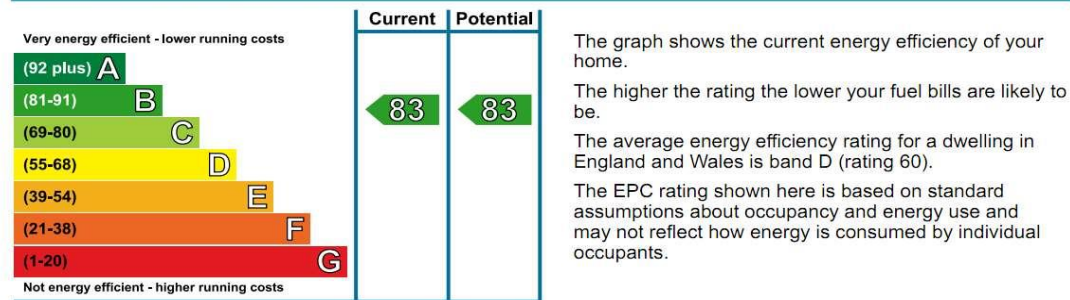 Current Potential
Very energy efficient - lower running costs
(92 plus) A
(81-91) B
83 83
(69-80) C
(55-68) D
(39-54) E
(21-38) F
(1-20) G
Not energy efficient - higher running costs
The graph shows the current energy efficiency of your
home.
The higher the rating the lower your fuel bills are likely to
be.
The average energy efficiency rating for a dwelling in
England and Wales is band D (rating 60).
The EPC rating shown here is based on standard
assumptions about occupancy and energy use and
may not reflect how energy is consumed by individual
occupants.